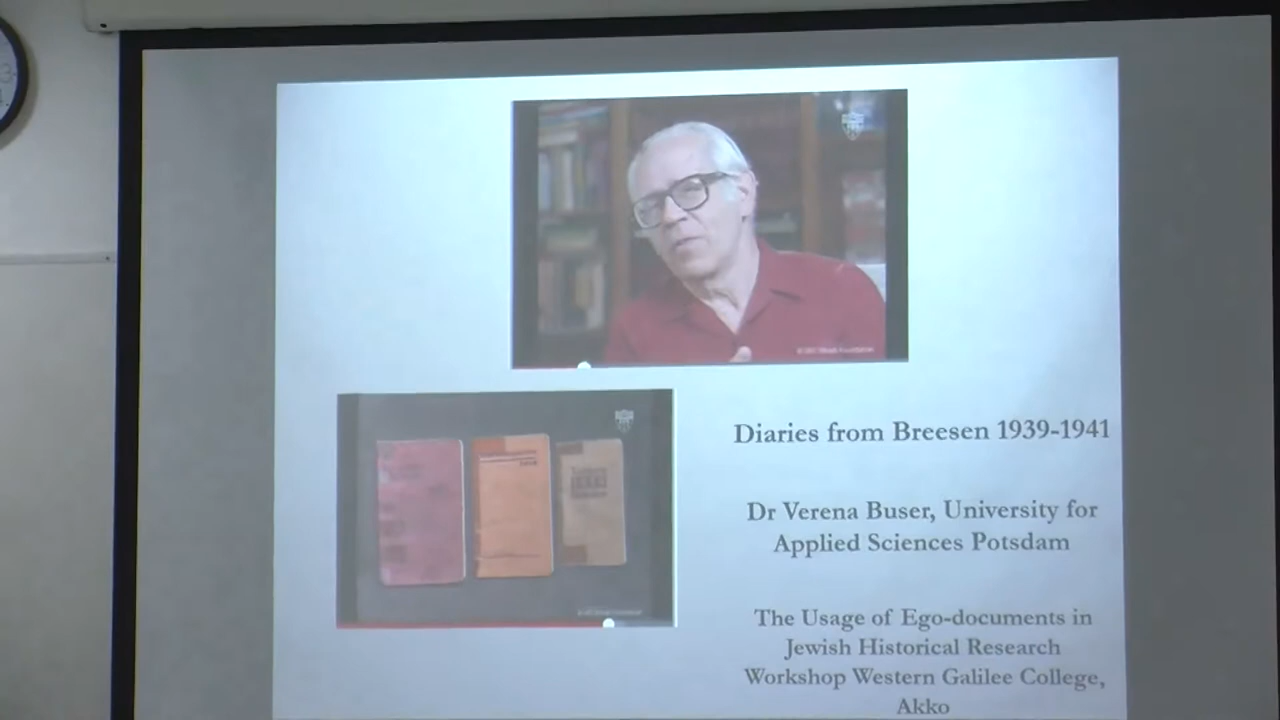 Diaries from Breesen 1939-1941
Dr Verena Buser, University for
Applied Sciences Potsdam
The Usage of Ego-documents in
Jewish Historical Research
Workshop Western Galilee College,
Akko